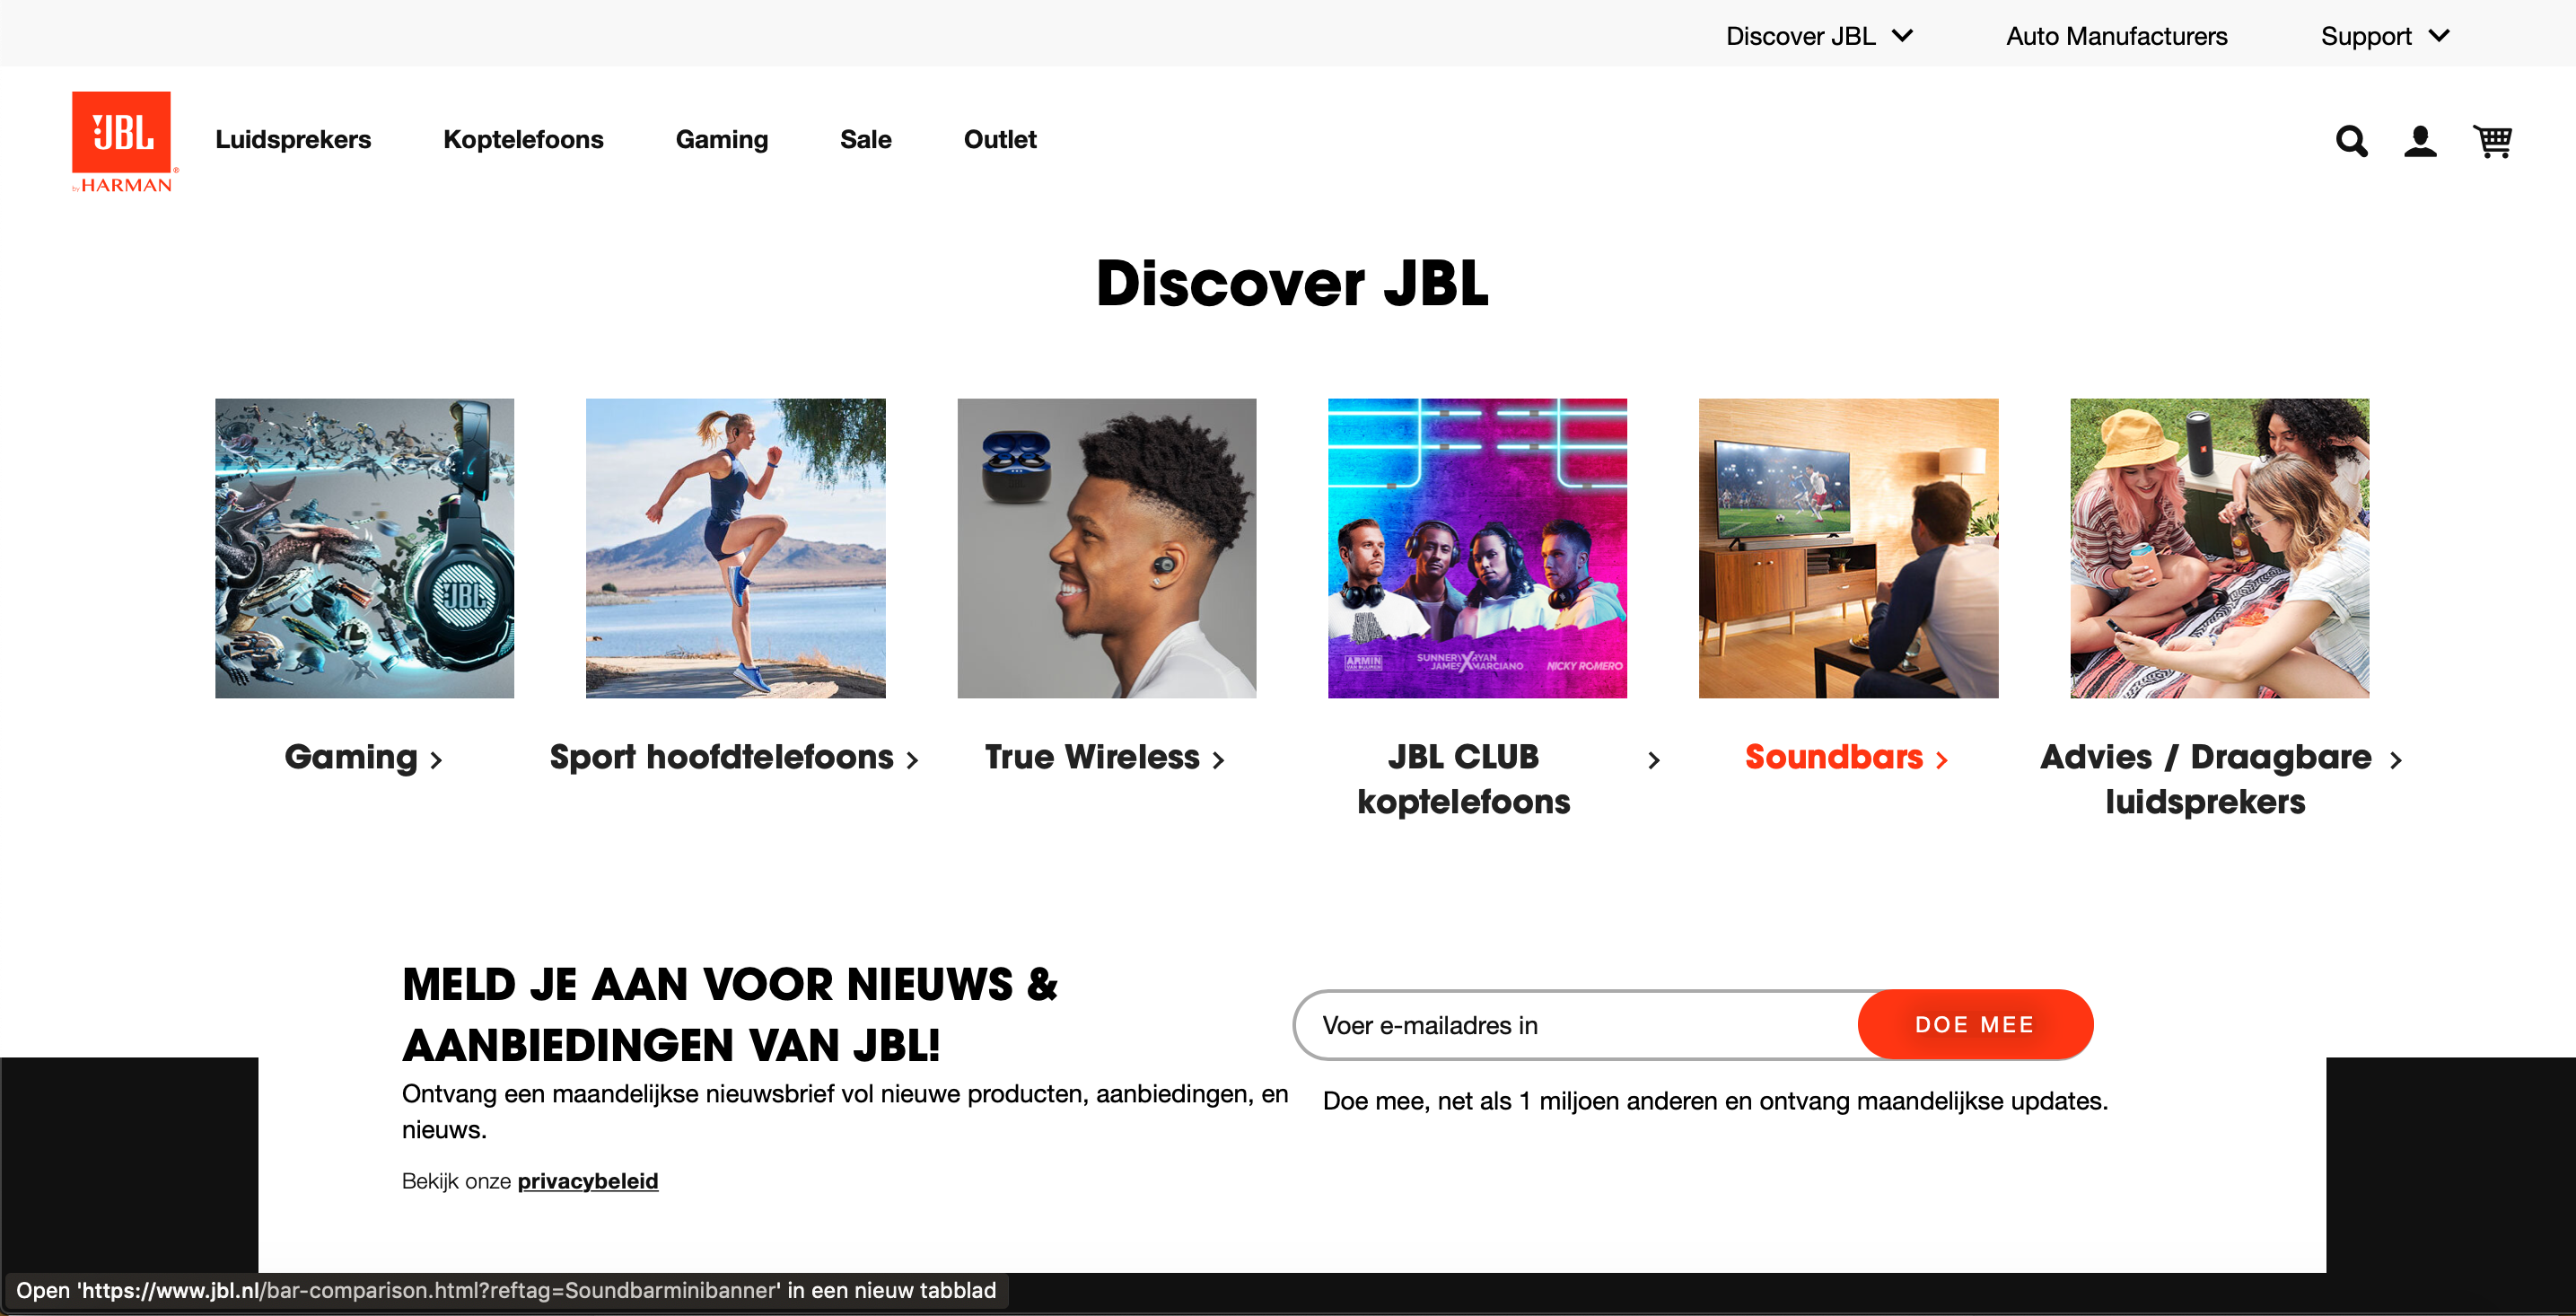 Discover JBL
Auto Manufacturers
Support
JBL
by HARMAN
Luidsprekers
Koptelefoons
Gaming
Sale
Outlet
Discover JBL
JBL
ARMIN
VAN BUUREN
SUNNERY RYAN
JAMES X MARCIANO
NICKY ROMERO
Gaming
Sport hoofdtelefoons
True Wireless
JBL CLUB
koptelefoons
Soundbars
Advies / Draagbare
luidsprekers
MELD JE AAN VOOR NIEUWS &
AANBIEDINGEN VAN JBL!
Ontvang een maandelijkse nieuwsbrief vol nieuwe producten, aanbiedingen, en
nieuws.
Bekijk onze privacybeleid
Voer e-mailadres in
DOE MEE
Doe mee, net als 1 miljoen anderen en ontvang maandelijkse updates.
Open 'https://www.jbl.nl/bar-comparison.html?reftag=Soundbarminibanner' in een nieuw tabblad